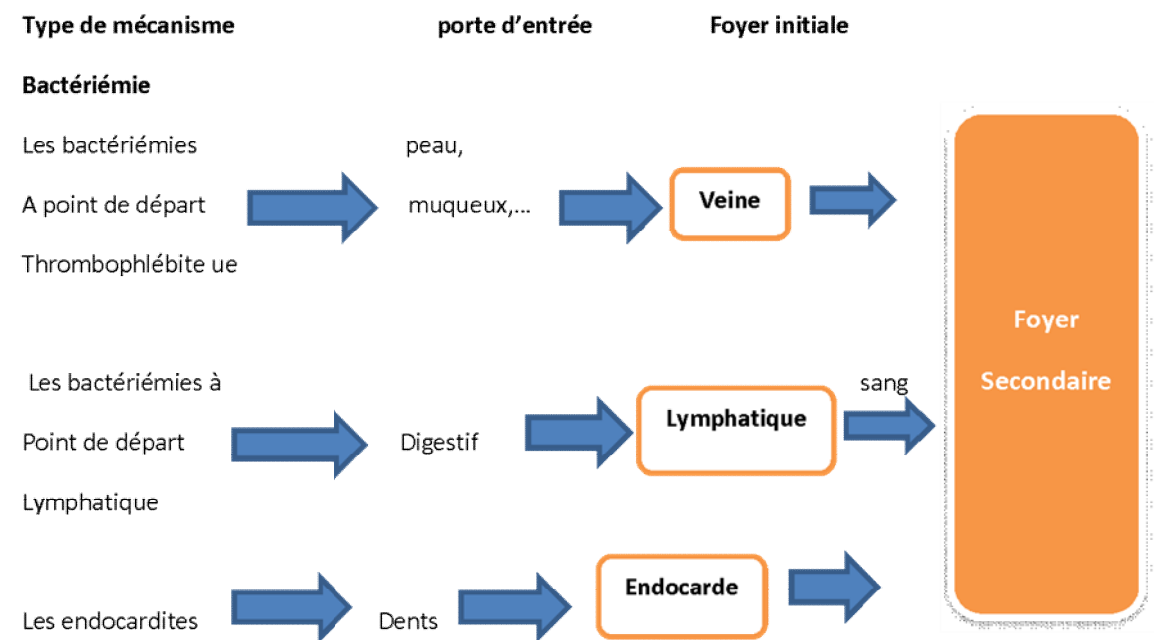 Type de mécanisme porte d’entrée Foyer initiale
Bactériémie
Les bactériémies peau,
A point de départ muqueux,... Veine
Thrombophlébite ue
Foyer
Secondaire
Les bactériémies à sang
Point de départ Digestif Lymphatique
Lymphatique
Les endocardites Dents Endocarde